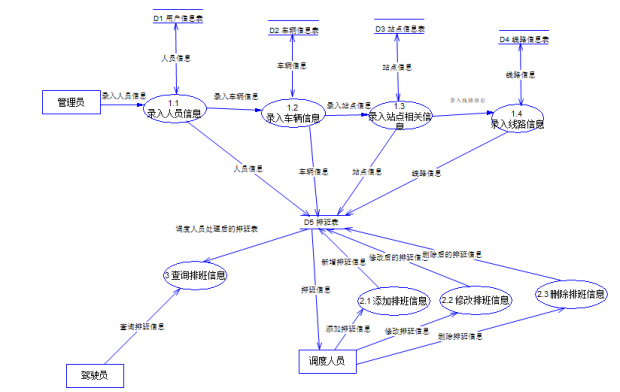 D1 用户信息表
D2 车辆信息表
D3 站点信息表
D4 线路信息表
人员信息
车辆信息
站点信息
线路信息
管理员
录入人员信息
1.1
录入人员信息
录入车辆信息
1.2
录入车辆信息
录入站点信息
1.3
录入站点相关信
息
录入线路信息
1.4
录入线路信息
人员信息
车辆信息
站点信息
线路信息
D5 排班表
调度人员处理后的排班表
新增排班信息
修改后的排班信息
删除后的排班信息
3 查询排班信息
排班信息
2.1 添加排班信息
2.2 修改排班信息
2.3 删除排班信息
查询排班信息
添加排班信息
修改排班信息
删除排班信息
驾驶员
调度人员